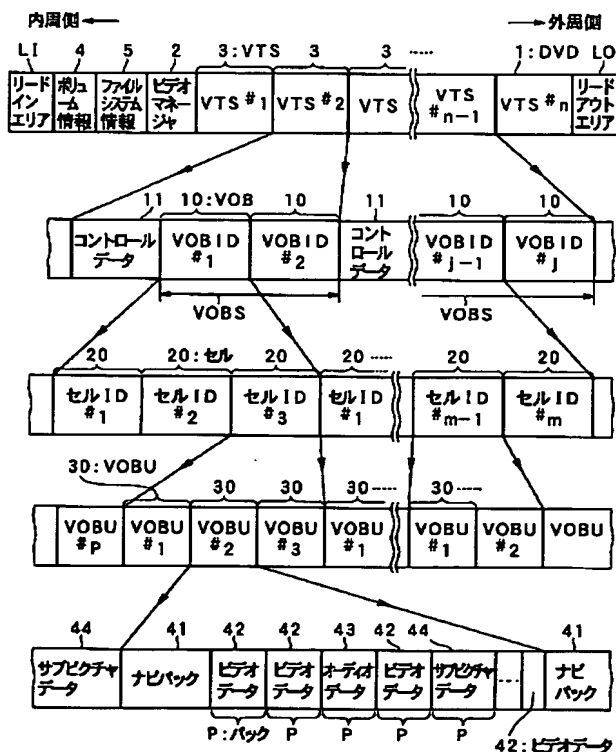 内周側 ← → 外周側
LI 4 5 2 3:VTS 3 3 ····· 1:DVD LO
リードインエリア ボリューム情報 ファイルシステム情報 ビデオマネージャ VTS #1 VTS #2 VTS VTS #n-1 VTS #n リードアウトエリア
11 10:VOB 10 11 10 10
コントロールデータ VOBID #1 VOBID #2 コントロールデータ VOBID #j-1 VOBID #j
VOBS VOBS
20 20:セル 20 20 ····· 20 20
セルID #1 セルID #2 セルID #3 セルID #1 セルID #m-1 セルID #m
30:VOBU 30 30 30 ····· 30 ·····
VOBU #P VOBU #1 VOBU #2 VOBU #3 VOBU #1 VOBU #1 VOBU #2 VOBU
44 41 42 42 43 42 44 41
サブピクチャデータ ナビパック ビデオデータ ビデオデータ オーディオデータ ビデオデータ サブピクチャデータ ···· ナビパック
P:パック P P P P
42:ビデオデータ